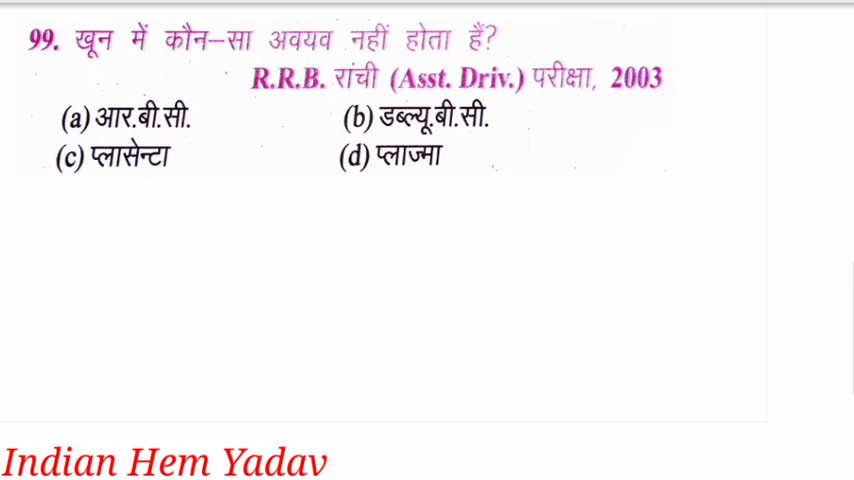 99. खून में कौन-सा अवयव नहीं होता हैं?
R.R.B. रांची (Asst. Driv.) परीक्षा, 2003
(a) आर.बी.सी. (b) डब्ल्यू.बी.सी.
(c) प्लासेन्टा (d) प्लाज्मा
Indian Hem Yadav